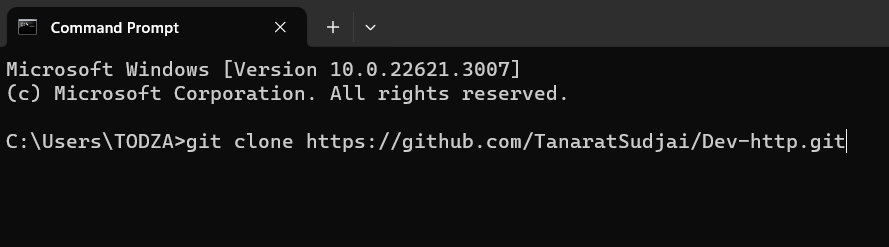 Command Prompt
Microsoft Windows [Version 10.0.22621.3007]
(c) Microsoft Corporation. All rights reserved.
C:\Users\TODZA>git clone https://github.com/TanaratSudjai/Dev-http.git